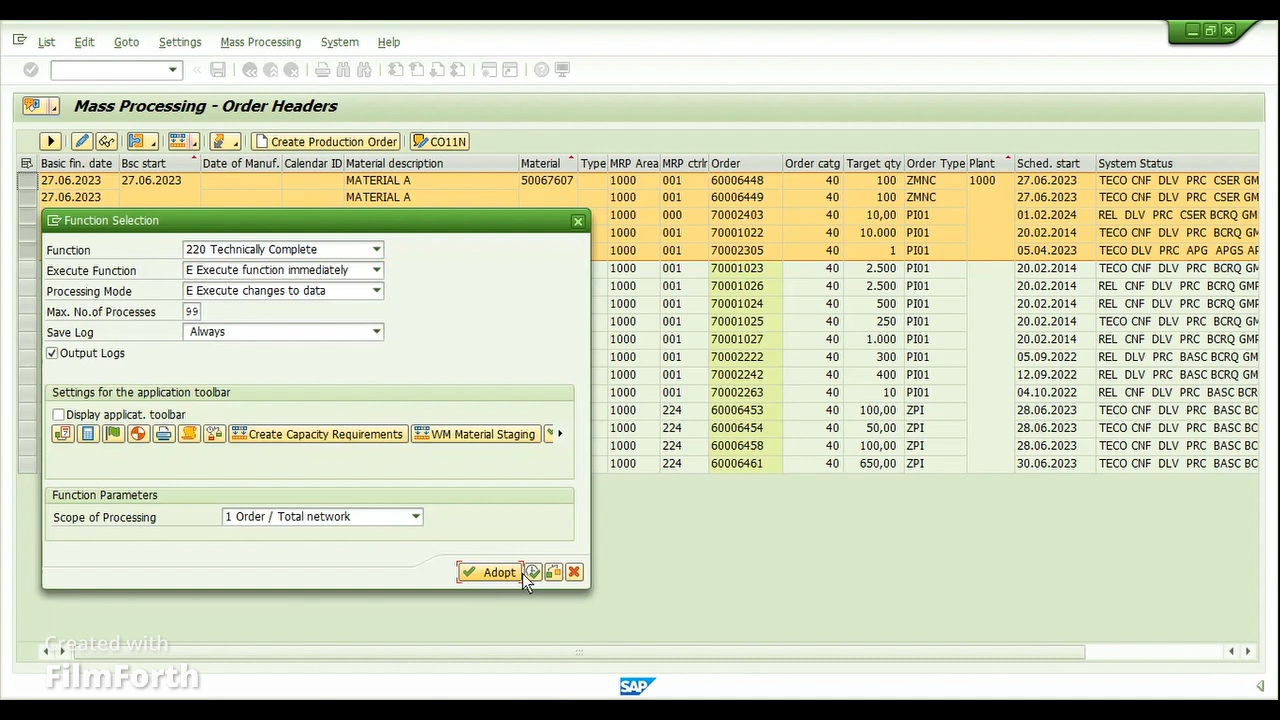 List Edit Goto Settings Mass Processing System Help
Mass Processing - Order Headers
Create Production Order CO11N
Basic fin. date Bsc start Date of Manuf. Calendar ID Material description Material Type MRP Area MRP ctrlr Order Order catg Target qty Order Type Plant Sched. start System Status
27.06.2023 27.06.2023 MATERIAL A 50067607 1000 001 60006448 40 100 ZMNC 1000 27.06.2023 TECO CNF DLV PRC CSER GM
27.06.2023 MATERIAL A 1000 001 60006449 40 100 ZMNC 27.06.2023 TECO CNF DLV PRC CSER GM
Function Selection
1000 000 70002403 40 10,00 PI01 01.02.2024 REL DLV PRC CSER BCRQ GM
1000 001 70001022 40 10.000 PI01 20.02.2014 REL CNF DLV PRC BCRQ GM
Function 220 Technically Complete 1000 001 70002305 40 1 PI01 05.04.2023 TECO DLV PRC APG APGS AF
Execute Function E Execute function immediately 1000 001 70001023 40 2.500 PI01 20.02.2014 TECO CNF DLV PRC BCRQ GM
Processing Mode E Execute changes to data 1000 001 70001026 40 2.500 PI01 20.02.2014 REL CNF DLV PRC BCRQ GMP
1000 001 70001024 40 500 PI01 20.02.2014 TECO CNF DLV PRC BCRQ GM
Max. No.of Processes 99 1000 001 70001025 40 250 PI01 20.02.2014 TECO CNF DLV PRC BCRQ GM
Save Log Always 1000 001 70001027 40 1.000 PI01 20.02.2014 REL CNF DLV PRC BCRQ GMP
Output Logs 1000 001 70002222 40 300 PI01 05.09.2022 REL DLV PRC BASC BCRQ GM
1000 001 70002242 40 400 PI01 12.09.2022 REL DLV PRC BASC BCRQ GM
Settings for the application toolbar 1000 001 70002263 40 10 PI01 04.10.2022 REL CNF DLV PRC BASC BC
Display applicat. toolbar 1000 224 60006453 40 100,00 ZPI 28.06.2023 TECO CNF DLV PRC BASC B
Create Capacity Requirements WM Material Staging 1000 224 60006454 40 50,00 ZPI 28.06.2023 TECO CNF DLV PRC BASC B
1000 224 60006458 40 100,00 ZPI 28.06.2023 TECO CNF DLV PRC BASC B
1000 224 60006461 40 650,00 ZPI 30.06.2023 TECO CNF DLV PRC BASC B
Function Parameters
Scope of Processing 1 Order / Total network
Adopt
Created with
FilmForth
SAP